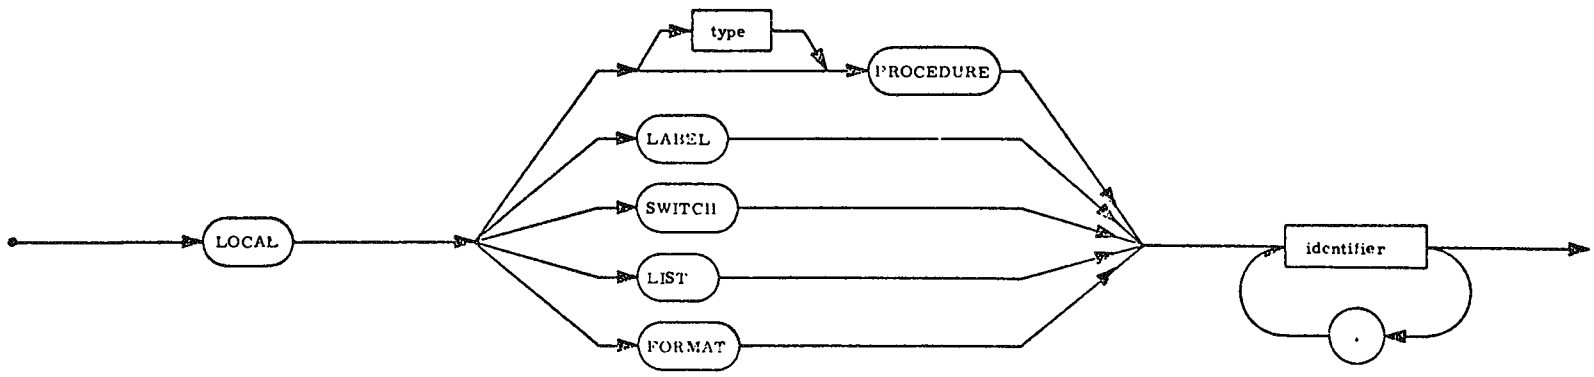 type
PROCEDURE
LABEL
SWITCH
LOCAL
identifier
LIST
FORMAT